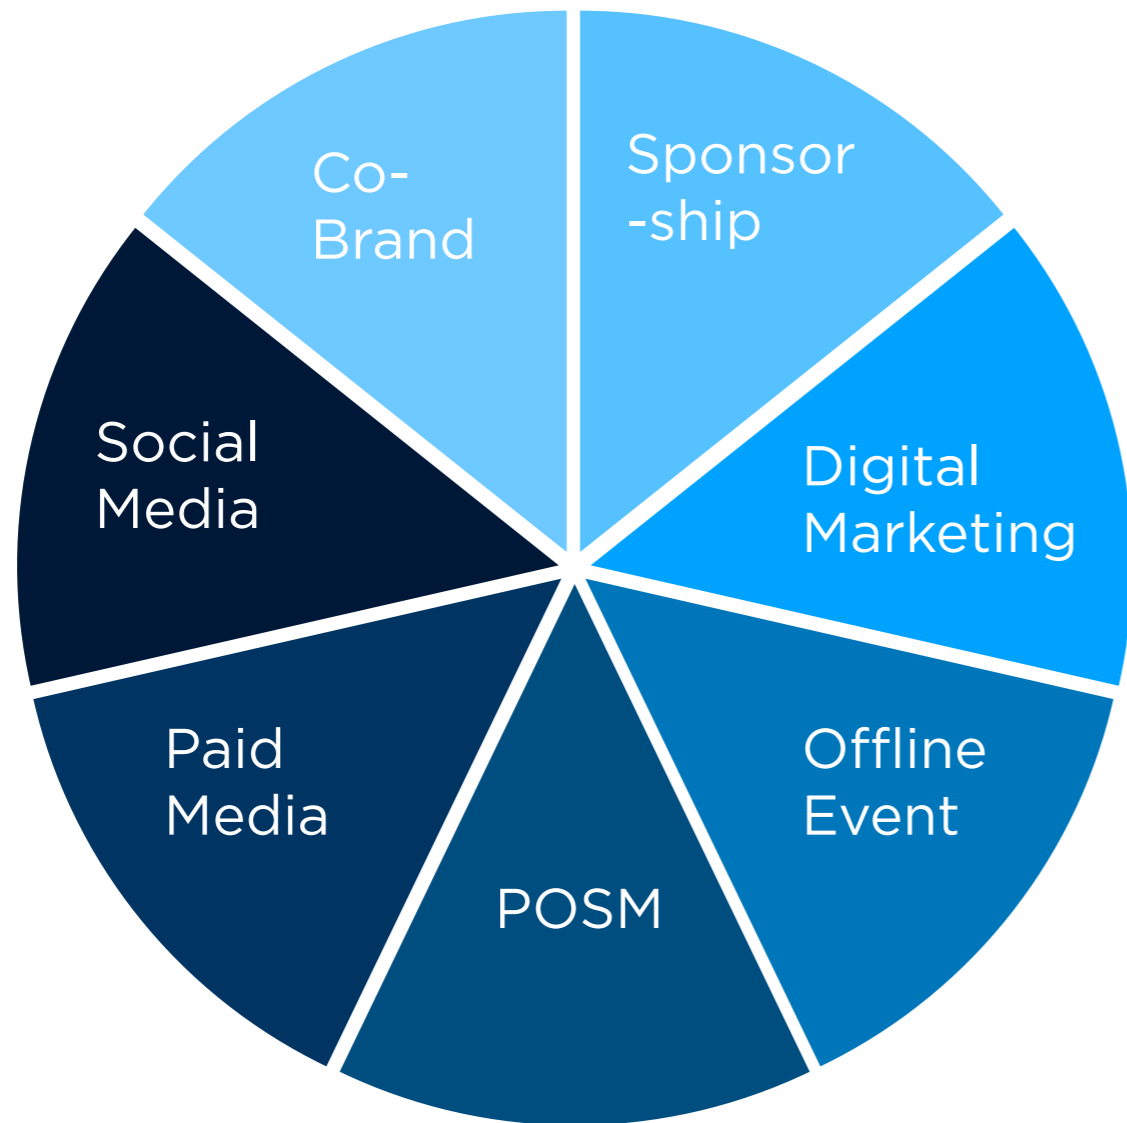 Co-
Brand
Sponsor
-ship
Social
Media
Digital
Marketing
Paid
Media
Offline
Event
POSM